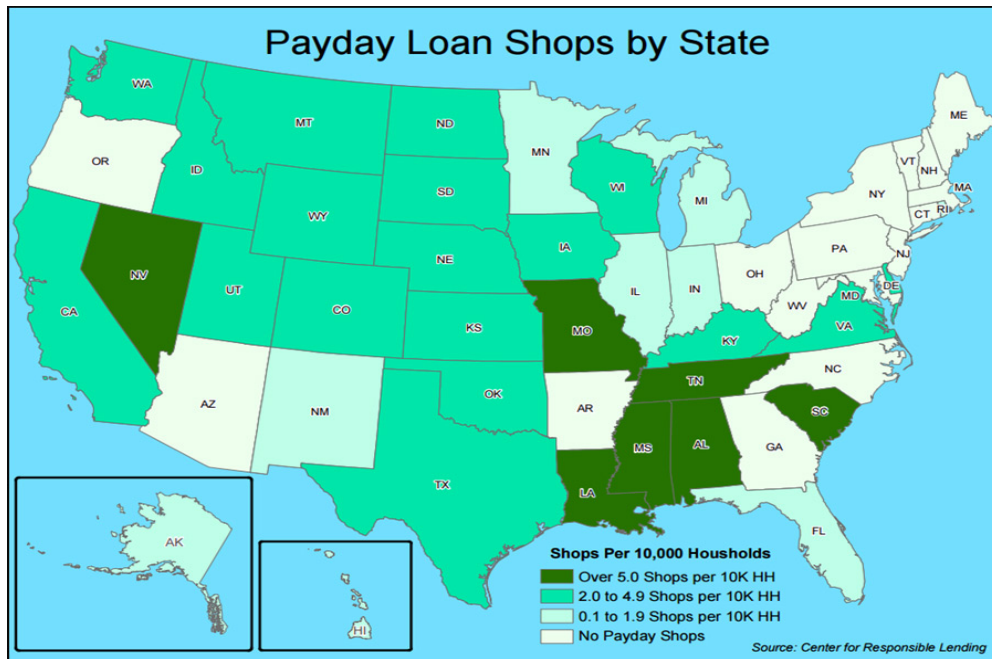 Payday Loan Shops by State
WA
MT
ND
MN
ME
OR
ID
SD
WI
VT
NH
WY
MI
NY
MA
CT
RI
IA
NE
PA
NV
NJ
OH
UT
IL
IN
DE
CA
CO
WV
MD
KS
MO
VA
KY
NC
TN
OK
AZ
NM
AR
SC
MS
AL
GA
TX
LA
FL
AK
HI
Shops Per 10,000 Housholds
Over 5.0 Shops per 10K HH
2.0 to 4.9 Shops per 10K HH
0.1 to 1.9 Shops per 10K HH
No Payday Shops
Source: Center for Responsible Lending